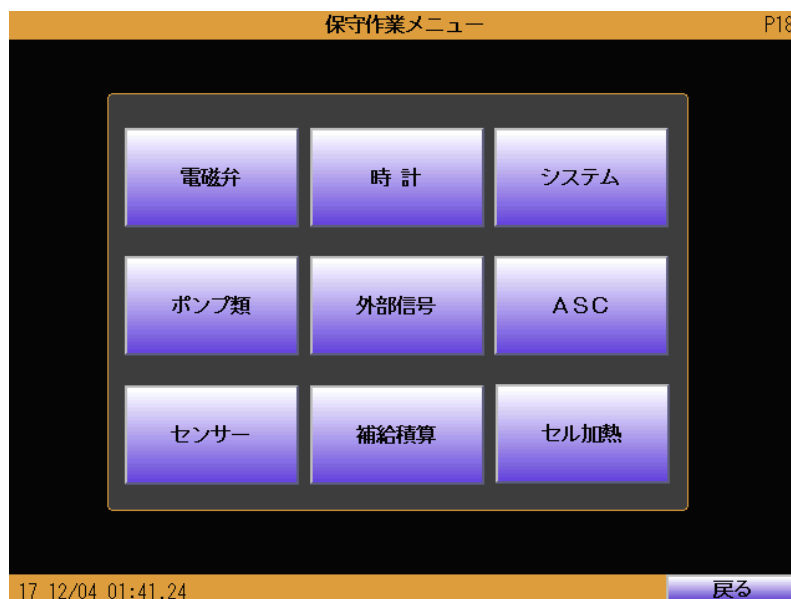 保守作業メニュー P18
電磁弁 時 計 システム
ポンプ類 外部信号 ASC
センサー 補給積算 セル加熱
17 12/04 01:41.24 戻る